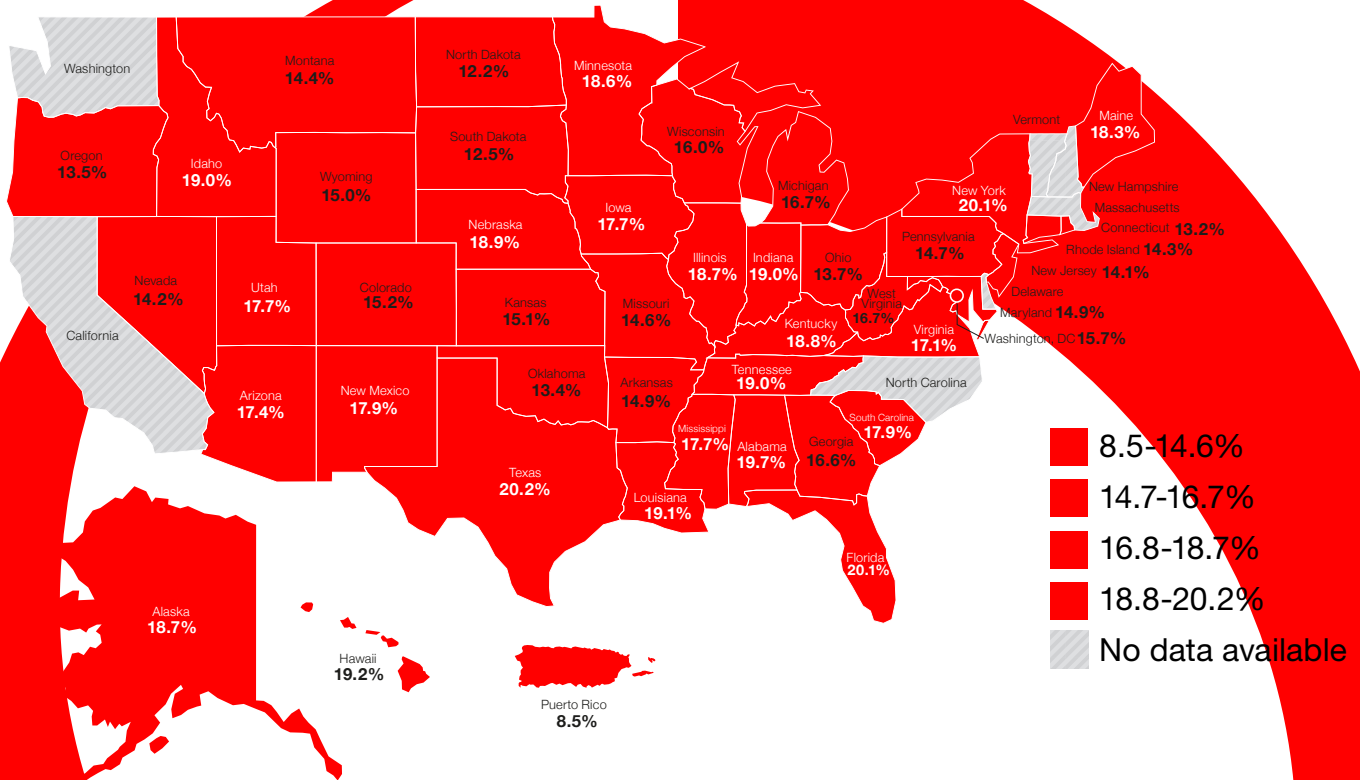 Washington
Montana
14.4%
North Dakota
12.2%
Minnesota
18.6%
Vermont
Maine
18.3%
Oregon
13.5%
Idaho
19.0%
Wyoming
15.0%
South Dakota
12.5%
Wisconsin
16.0%
Michigan
16.7%
New York
20.1%
New Hampshire
Massachusetts
Connecticut 13.2%
Rhode Island 14.3%
New Jersey 14.1%
Delaware
Maryland 14.9%
Washington, DC 15.7%
Nebraska
18.9%
Iowa
17.7%
Illinois
18.7%
Indiana
19.0%
Ohio
13.7%
Pennsylvania
14.7%
Nevada
14.2%
Utah
17.7%
Colorado
15.2%
Kansas
15.1%
Missouri
14.6%
West
Virginia
16.7%
Kentucky
18.8%
Virginia
17.1%
California
Arizona
17.4%
New Mexico
17.9%
Oklahoma
13.4%
Arkansas
14.9%
Tennessee
19.0%
North Carolina
Mississippi
17.7%
Alabama
19.7%
Georgia
16.6%
South Carolina
17.9%
Texas
20.2%
Louisiana
19.1%
Florida
20.1%
Alaska
18.7%
Hawaii
19.2%
Puerto Rico
8.5%
8.5-14.6%
14.7-16.7%
16.8-18.7%
18.8-20.2%
No data available